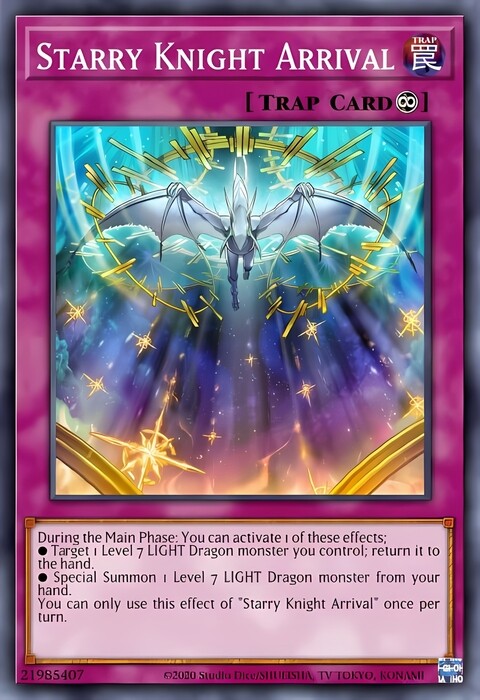 STARRY KNIGHT ARRIVAL
TRAP
罠
[TRAP CARD]
During the Main Phase: You can activate 1 of these effects;
● Target 1 Level 7 LIGHT Dragon monster you control; return it to
the hand.
● Special Summon 1 Level 7 LIGHT Dragon monster from your
hand.
You can only use this effect of "Starry Knight Arrival" once per
turn.
21985407
©2020 Studio Dice/SHUEISHA, TV TOKYO, KONAMI